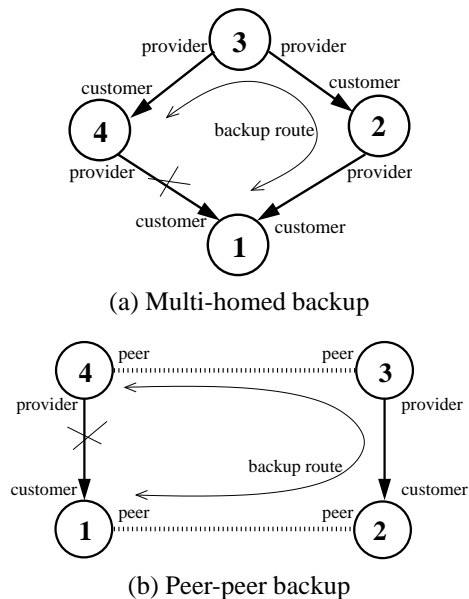 3
provider provider
customer customer
4 2
backup route
provider provider
customer customer
1
(a) Multi-homed backup
4 peer peer 3
provider provider
backup route
customer customer
1 peer peer 2
(b) Peer-peer backup